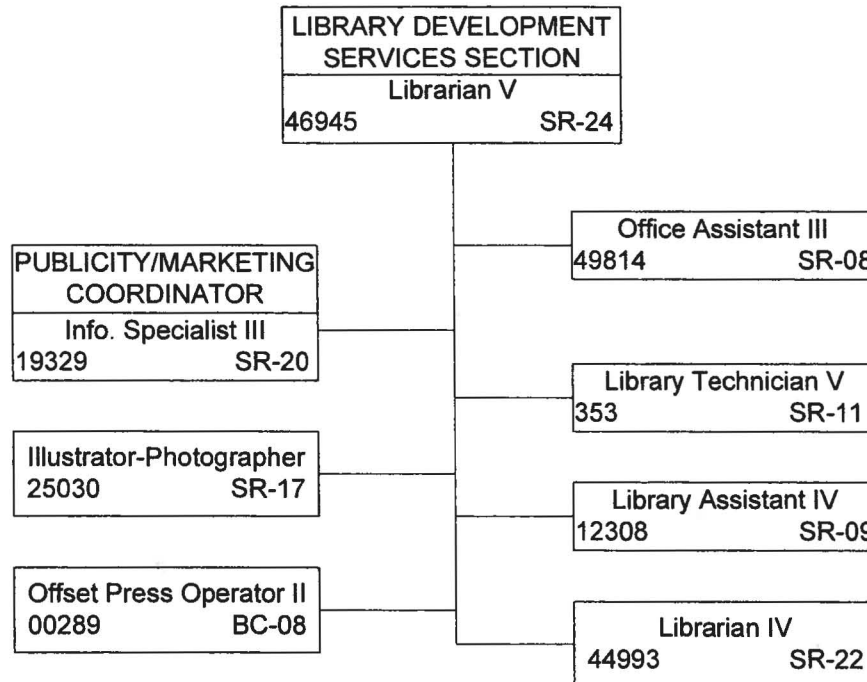 LIBRARY DEVELOPMENT
SERVICES SECTION
Librarian V
46945 SR-24
Office Assistant III
49814 SR-08
PUBLICITY/MARKETING
COORDINATOR
Info. Specialist III
19329 SR-20
Library Technician V
353 SR-11
Illustrator-Photographer
25030 SR-17
Library Assistant IV
12308 SR-09
Offset Press Operator II
00289 BC-08
Librarian IV
44993 SR-22